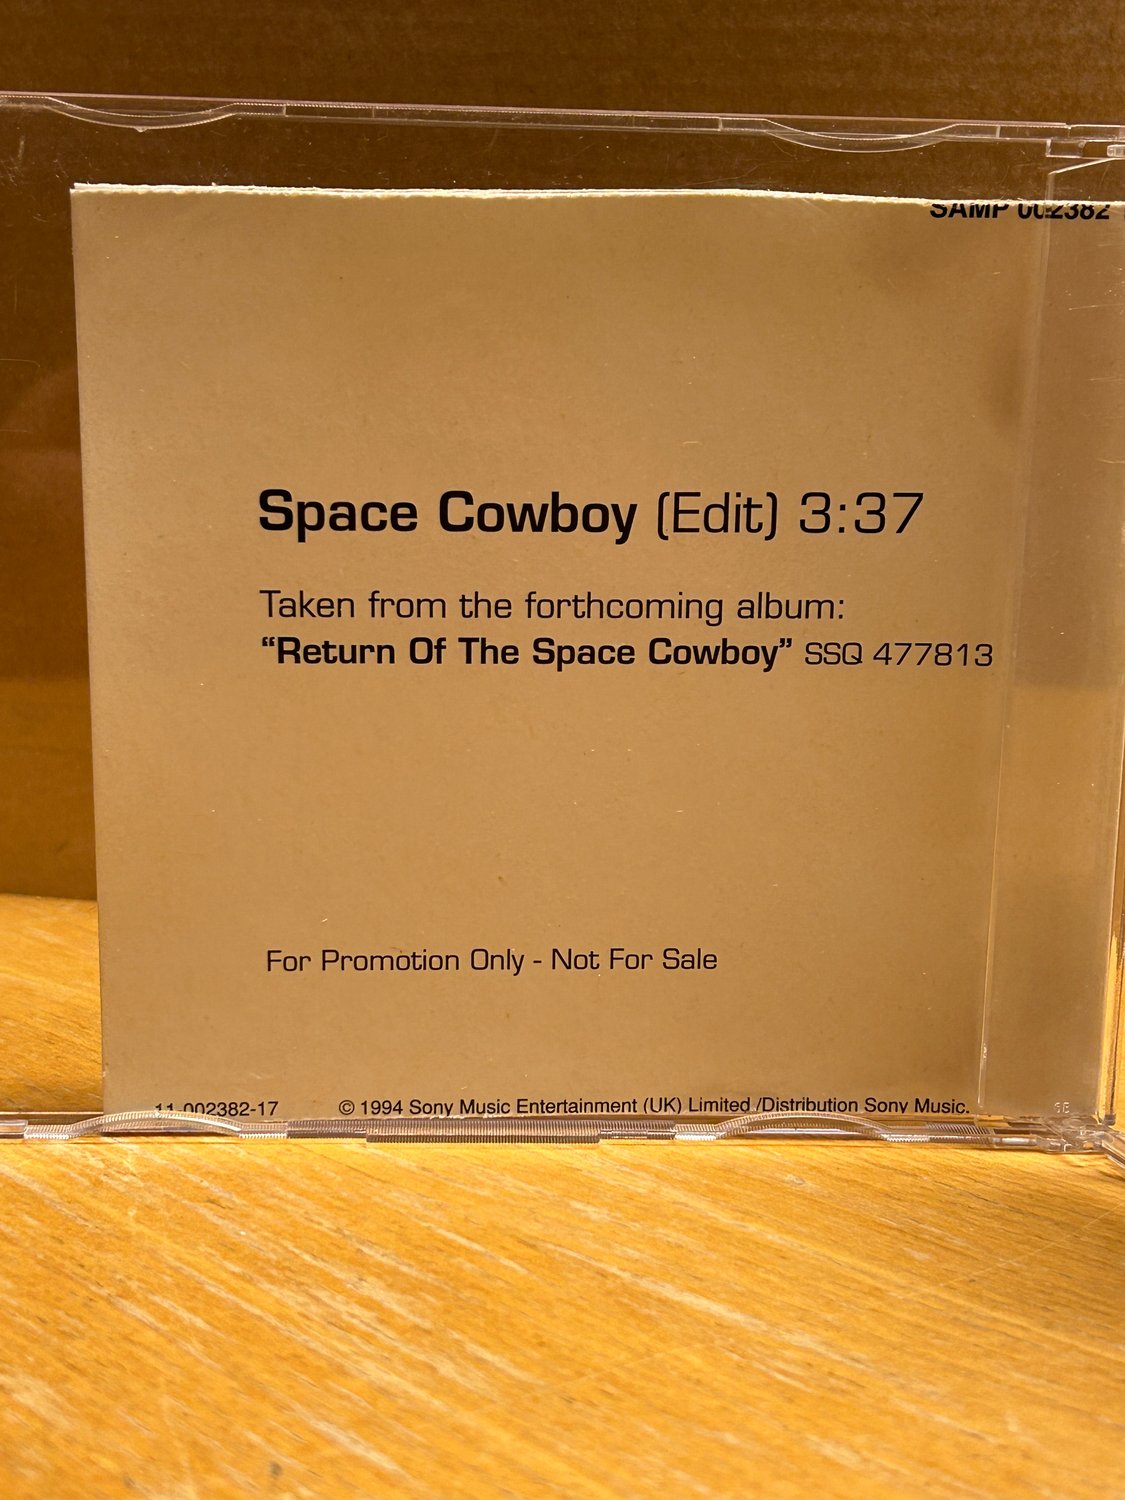 SAMP 002382
Space Cowboy (Edit) 3:37
Taken from the forthcoming album:
“Return Of The Space Cowboy” SSQ 477813
For Promotion Only - Not For Sale
11-002382-17 © 1994 Sony Music Entertainment (UK) Limited./Distribution Sony Music.